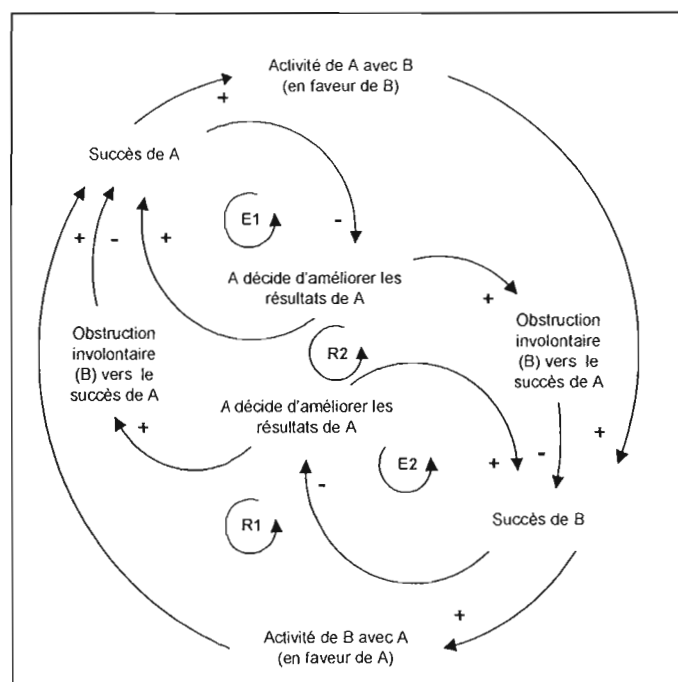 Activité de A avec B
(en faveur de B)
+
Succès de A
E1
-
+
-
+
A décide d'améliorer les
résultats de A
+
Obstruction
involontaire
(B) vers le
succès de A
R2
Obstruction
involontaire
(B) vers le
succès de A
A décide d'améliorer les
résultats de A
+
E2
-
+
-
+
R1
Succès de B
+
Activité de B avec A
(en faveur de A)